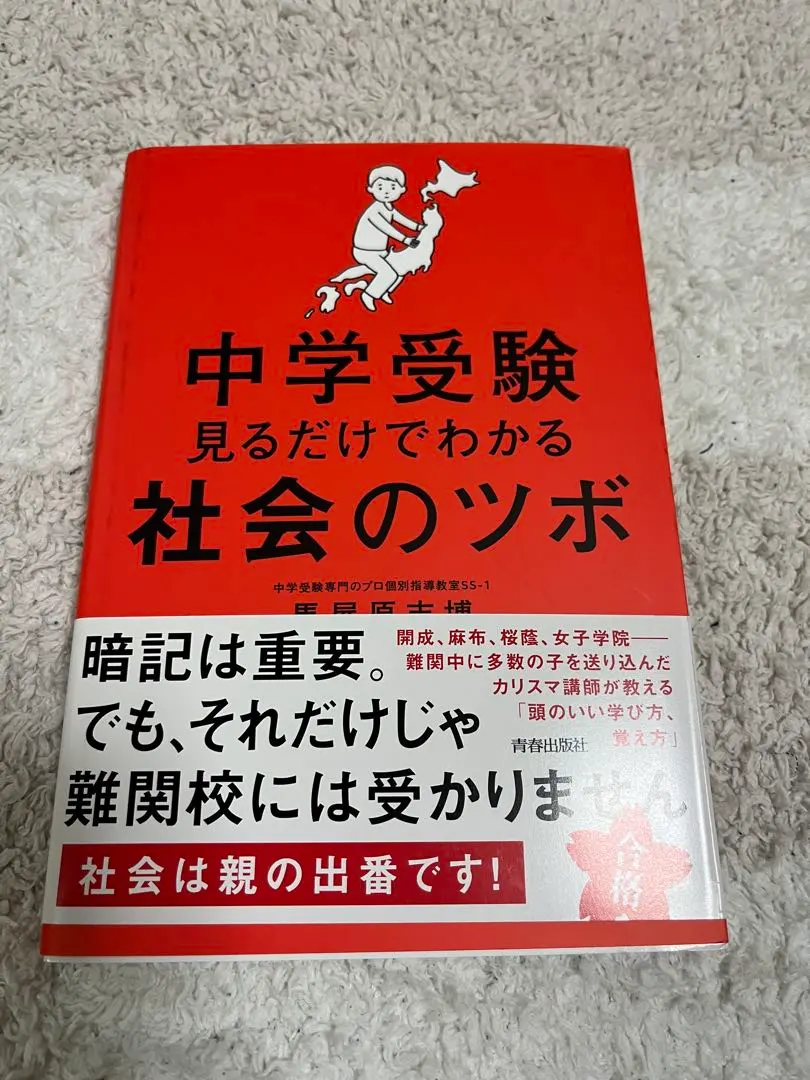 中学受験
見るだけでわかる
社会のツボ
中学受験専門のプロ個別指導教室SS-1
馬屋原吉博
暗記は重要。
でも、それだけじゃ
難関校には受かりません
開成、麻布、桜蔭、女子学院――
難関中に多数の子を送り込んだ
カリスマ講師が教える
「頭のいい学び方、
覚え方」
青春出版社
社会は親の出番です!
合格